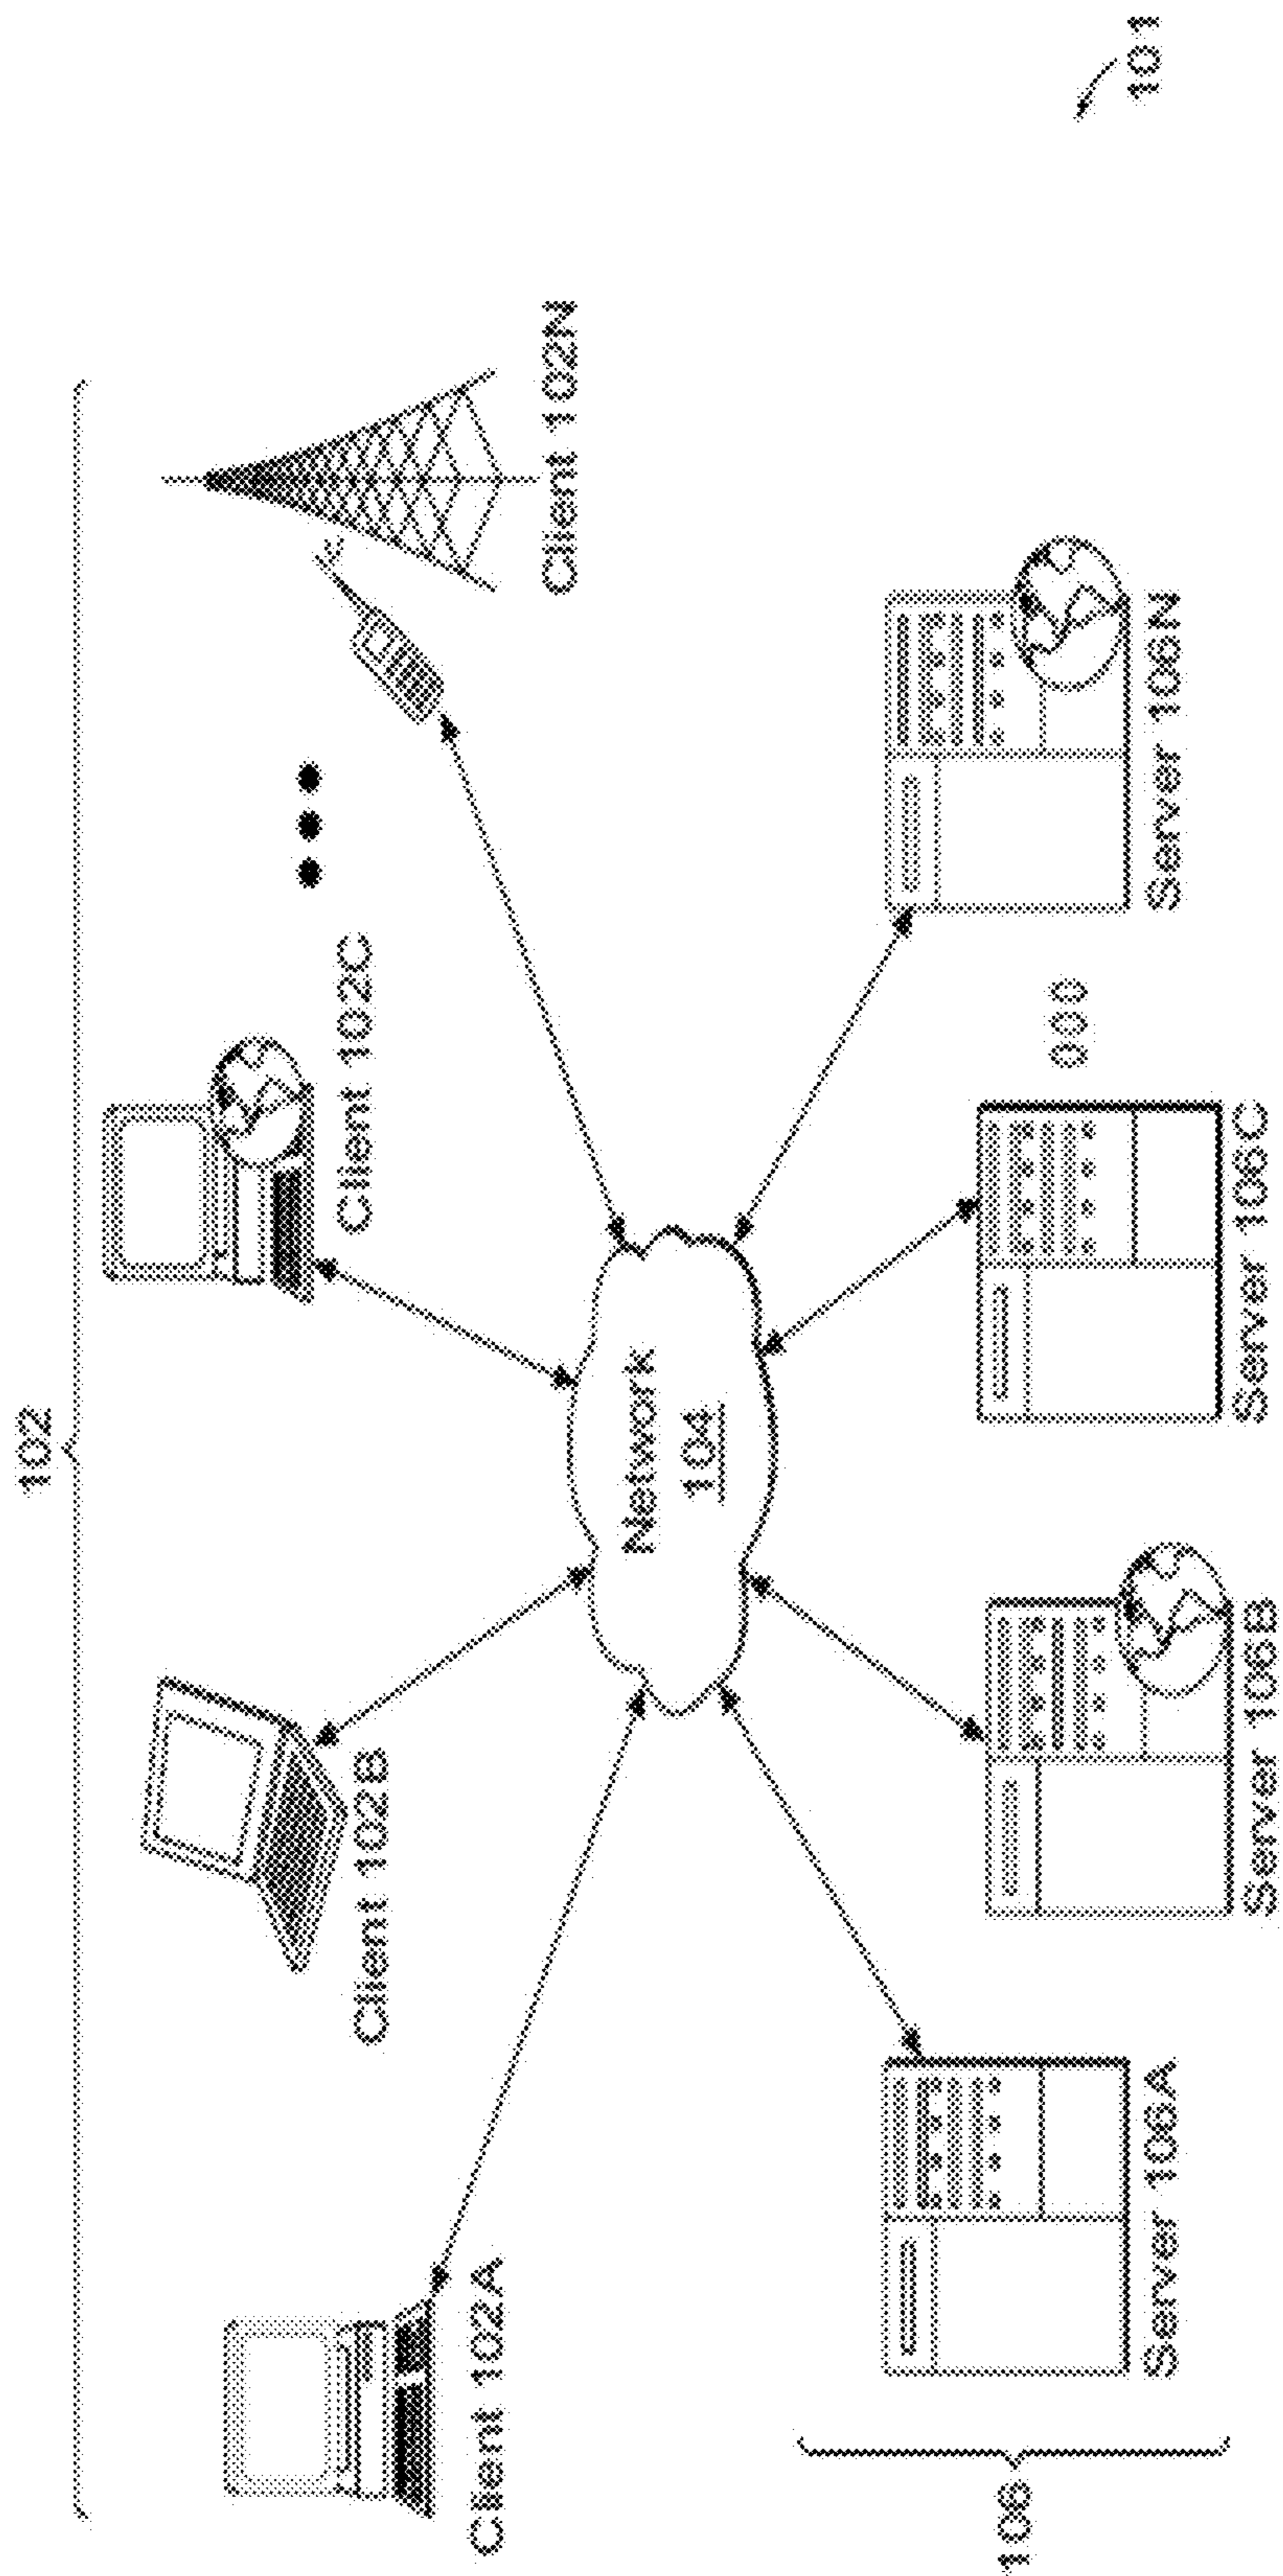 102
Client 102A
Client 102B
Client 102C
Client 102N
Network
104
106
Server 106A
Server 106B
Server 106C
000
Server 106N
101